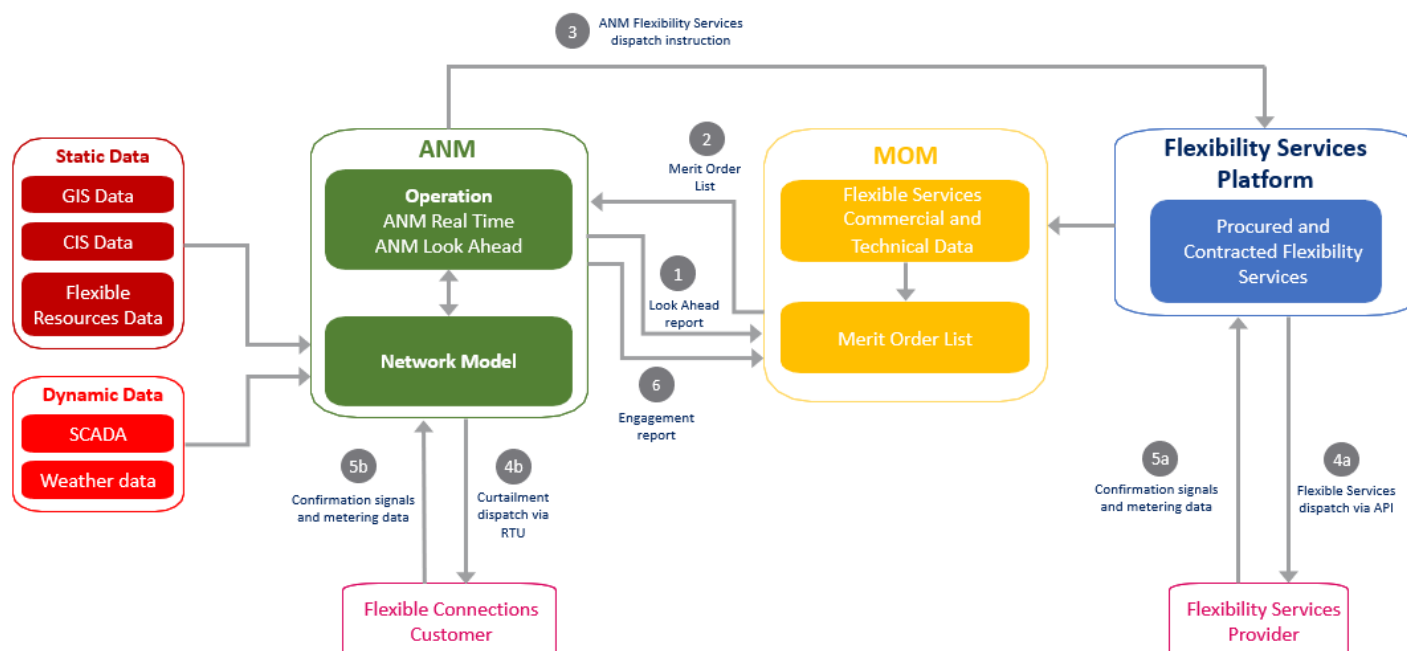 3
ANM Flexibility Services
dispatch instruction
Static Data
GIS Data
CIS Data
Flexible
Resources Data
Dynamic Data
SCADA
Weather data
ANM
Operation
ANM Real Time
ANM Look Ahead
Network Model
2
Merit Order
List
1
Look Ahead
report
6
Engagement
report
MOM
Flexible Services
Commercial and
Technical Data
Merit Order List
Flexibility Services
Platform
Procured and
Contracted Flexibility
Services
5b
Confirmation signals
and metering data
4b
Curtailment
dispatch via
RTU
5a
Confirmation signals
and metering data
4a
Flexible Services
dispatch via API
Flexible Connections
Customer
Flexibility Services
Provider